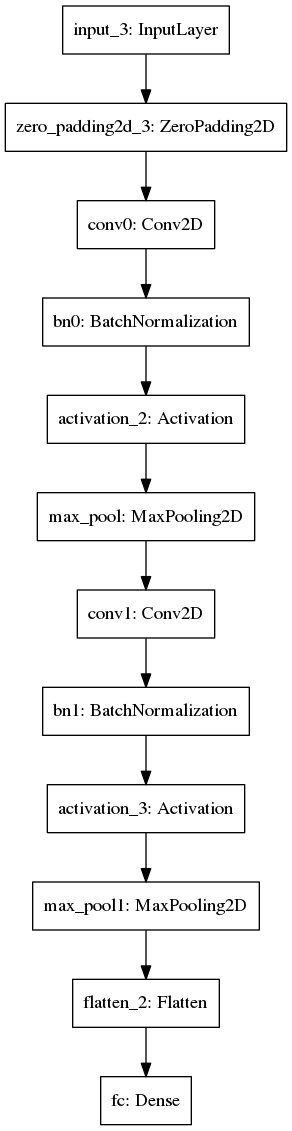 input_3: InputLayer
zero_padding2d_3: ZeroPadding2D
conv0: Conv2D
bn0: BatchNormalization
activation_2: Activation
max_pool: MaxPooling2D
conv1: Conv2D
bn1: BatchNormalization
activation_3: Activation
max_pool1: MaxPooling2D
flatten_2: Flatten
fc: Dense